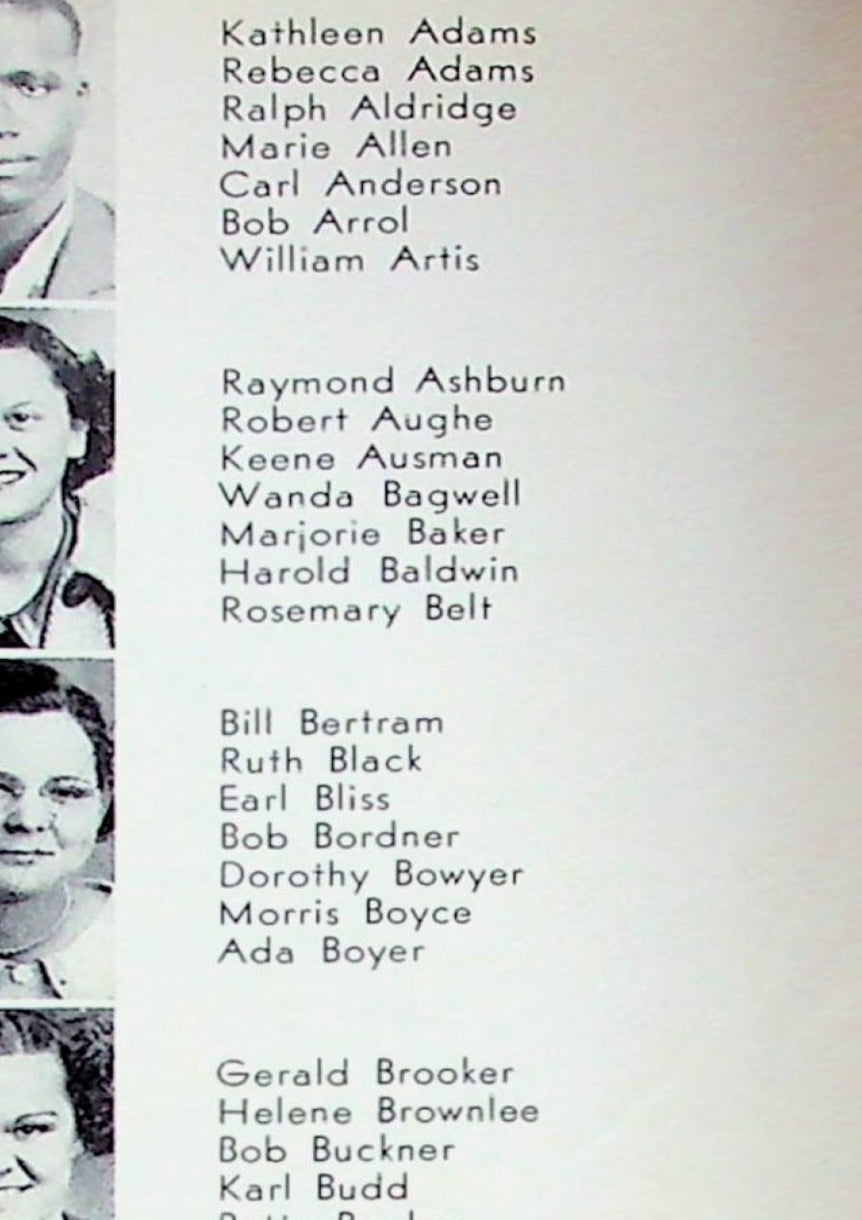 Kathleen Adams
Rebecca Adams
Ralph Aldridge
Marie Allen
Carl Anderson
Bob Arrol
William Artis
Raymond Ashburn
Robert Aughe
Keene Ausman
Wanda Bagwell
Marjorie Baker
Harold Baldwin
Rosemary Belt
Bill Bertram
Ruth Black
Earl Bliss
Bob Bordner
Dorothy Bowyer
Morris Boyce
Ada Boyer
Gerald Brooker
Helene Brownlee
Bob Buckner
Karl Budd